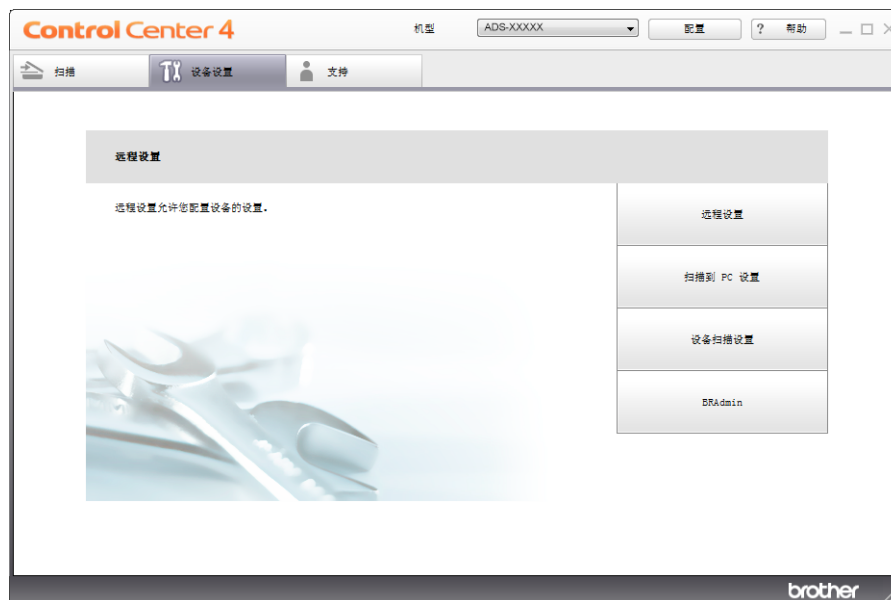 Control Center 4
机型
ADS-XXXXX
配置
? 帮助
扫描
设备设置
支持
远程设置
远程设置允许您配置设备的设置.
远程设置
扫描到 PC 设置
设备扫描设置
BRAdmin
brother